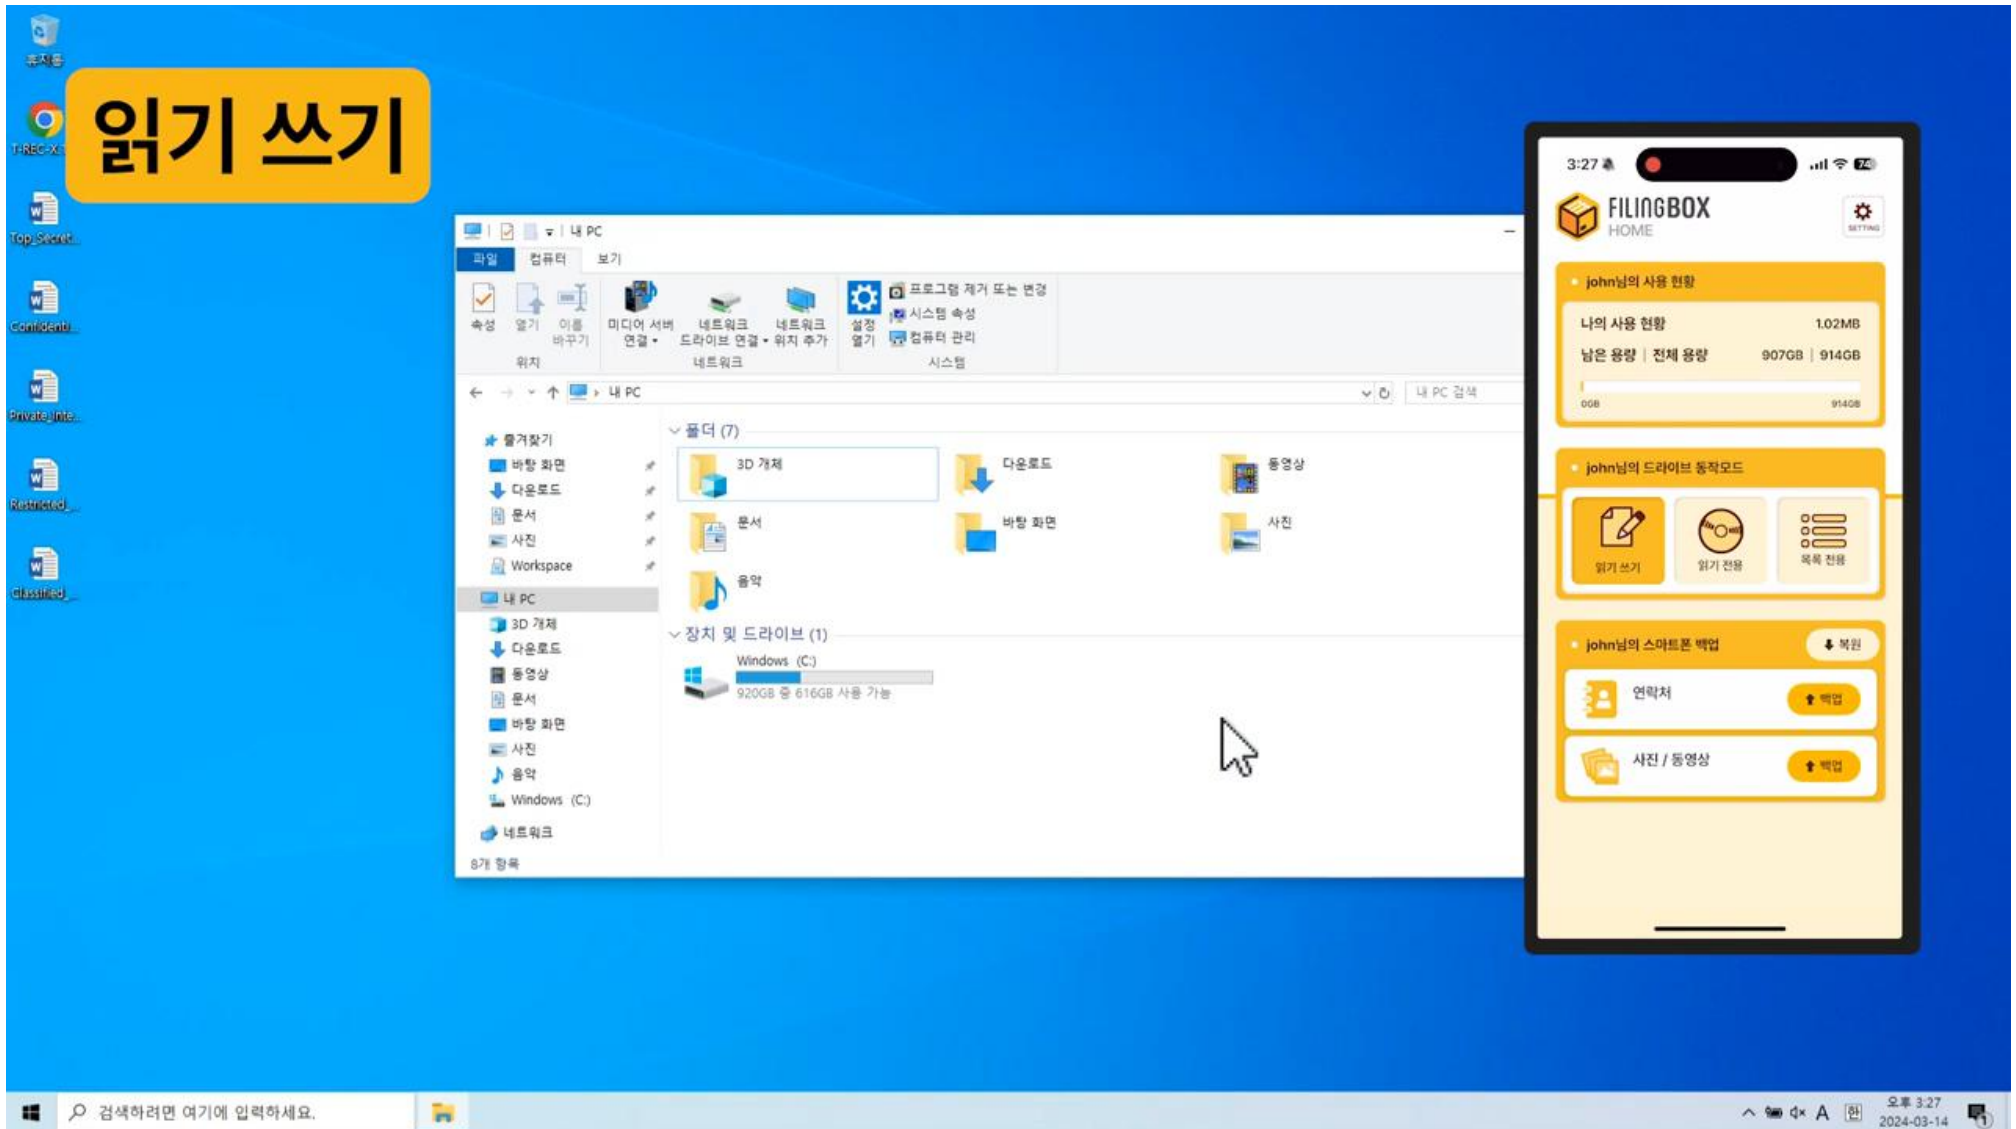 휴지통
읽기 쓰기
T-REC-X.
Top_Secret...
Confidenti...
Private_Inte...
Restricted_...
Classified_...
내 PC
파일 컴퓨터 보기
속성 열기 이름 바꾸기
위치
미디어 서버 연결 네트워크 드라이브 연결 네트워크 위치 추가
네트워크
설정 열기
프로그램 제거 또는 변경
시스템 속성
컴퓨터 관리
시스템
내 PC
내 PC 검색
즐겨찾기
바탕 화면
다운로드
문서
사진
Workspace
내 PC
3D 개체
다운로드
동영상
문서
바탕 화면
사진
음악
Windows (C:)
네트워크
8개 항목
폴더 (7)
3D 개체 다운로드 동영상
문서 바탕 화면 사진
음악
장치 및 드라이브 (1)
Windows (C:)
920GB 중 616GB 사용 가능
3:27 74
FILINGBOX
HOME
SETTING
john님의 사용 현황
나의 사용 현황 1.02MB
남은 용량 | 전체 용량 907GB | 914GB
0GB 914GB
john님의 드라이브 동작모드
읽기 쓰기 읽기 전용 목록 전용
john님의 스마트폰 백업 복원
연락처 백업
사진 / 동영상 백업
검색하려면 여기에 입력하세요.
A 한 오후 3:27
2024-03-14
1